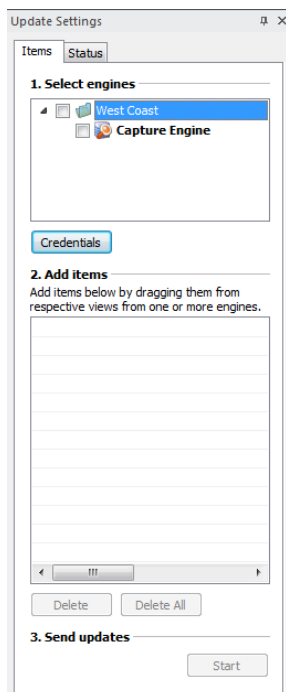 Update Settings
Items
Status
1. Select engines
West Coast
Capture Engine
Credentials
2. Add items
Add items below by dragging them from
respective views from one or more engines.
Delete
Delete All
3. Send updates
Start